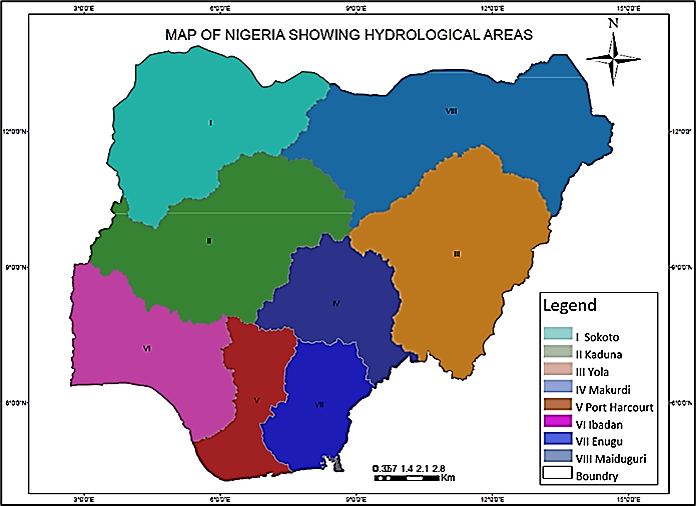 MAP OF NIGERIA SHOWING HYDROLOGICAL AREAS
N
3°0'0"E 6°0'0"E 9°0'0"E 12°0'0"E 15°0'0"E
12°0'0"N
12°0'0"N
9°0'0"N
9°0'0"N
6°0'0"N
6°0'0"N
I
VIII
II
III
IV
VI
V
VII
Legend
I Sokoto
II Kaduna
III Yola
IV Makurdi
V Port Harcourt
VI Ibadan
VII Enugu
VIII Maiduguri
Boundry
1.4 2.1 2.8
Km
3°0'0"E 6°0'0"E 9°0'0"E 12°0'0"E 15°0'0"E